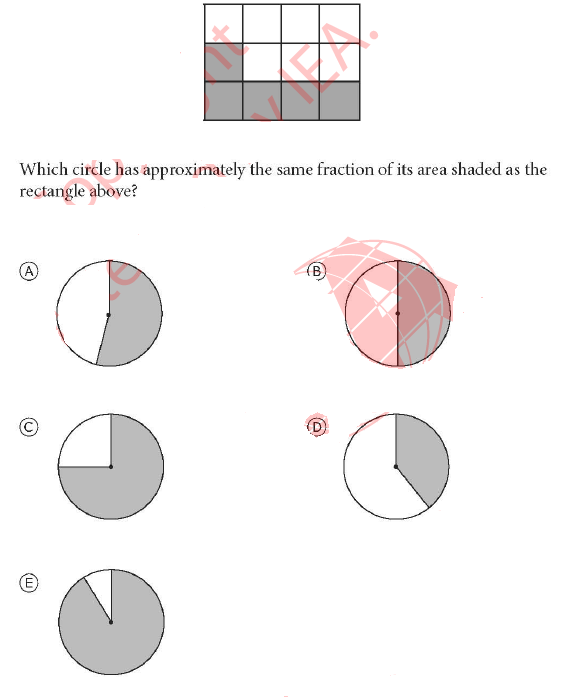 Which circle has approximately the same fraction of its area shaded as the
rectangle above?
A
B
C
D
E